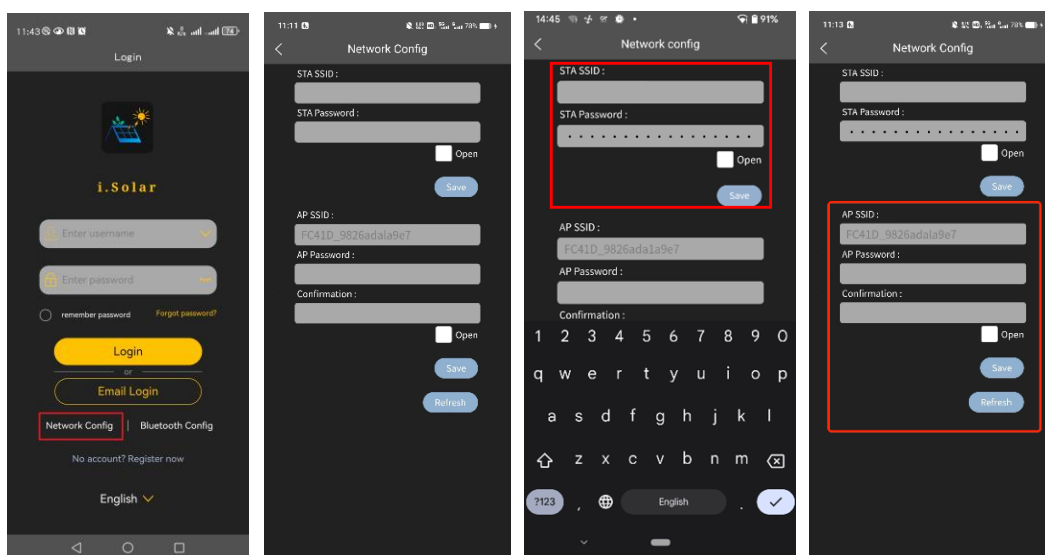 11:43
74
Login
i.Solar
Enter username
Enter password
remember password
Forgot password?
Login
or
Email Login
Network Config | Bluetooth Config
No account? Register now
English
11:11
78%
Network Config
STA SSID :
STA Password :
Open
Save
AP SSID :
FC41D_9826adala9e7
AP Password :
Confirmation :
Open
Save
Refresh
14:45
91%
Network config
STA SSID :
STA Password :
Open
Save
AP SSID :
FC41D_9826ada1a9e7
AP Password :
Confirmation :
1 2 3 4 5 6 7 8 9 0
q w e r t y u i o p
a s d f g h j k l
z x c v b n m
?123 , English .
11:13
78%
Network Config
STA SSID :
STA Password :
Open
Save
AP SSID :
FC41D_9826adala9e7
AP Password :
Confirmation :
Open
Save
Refresh